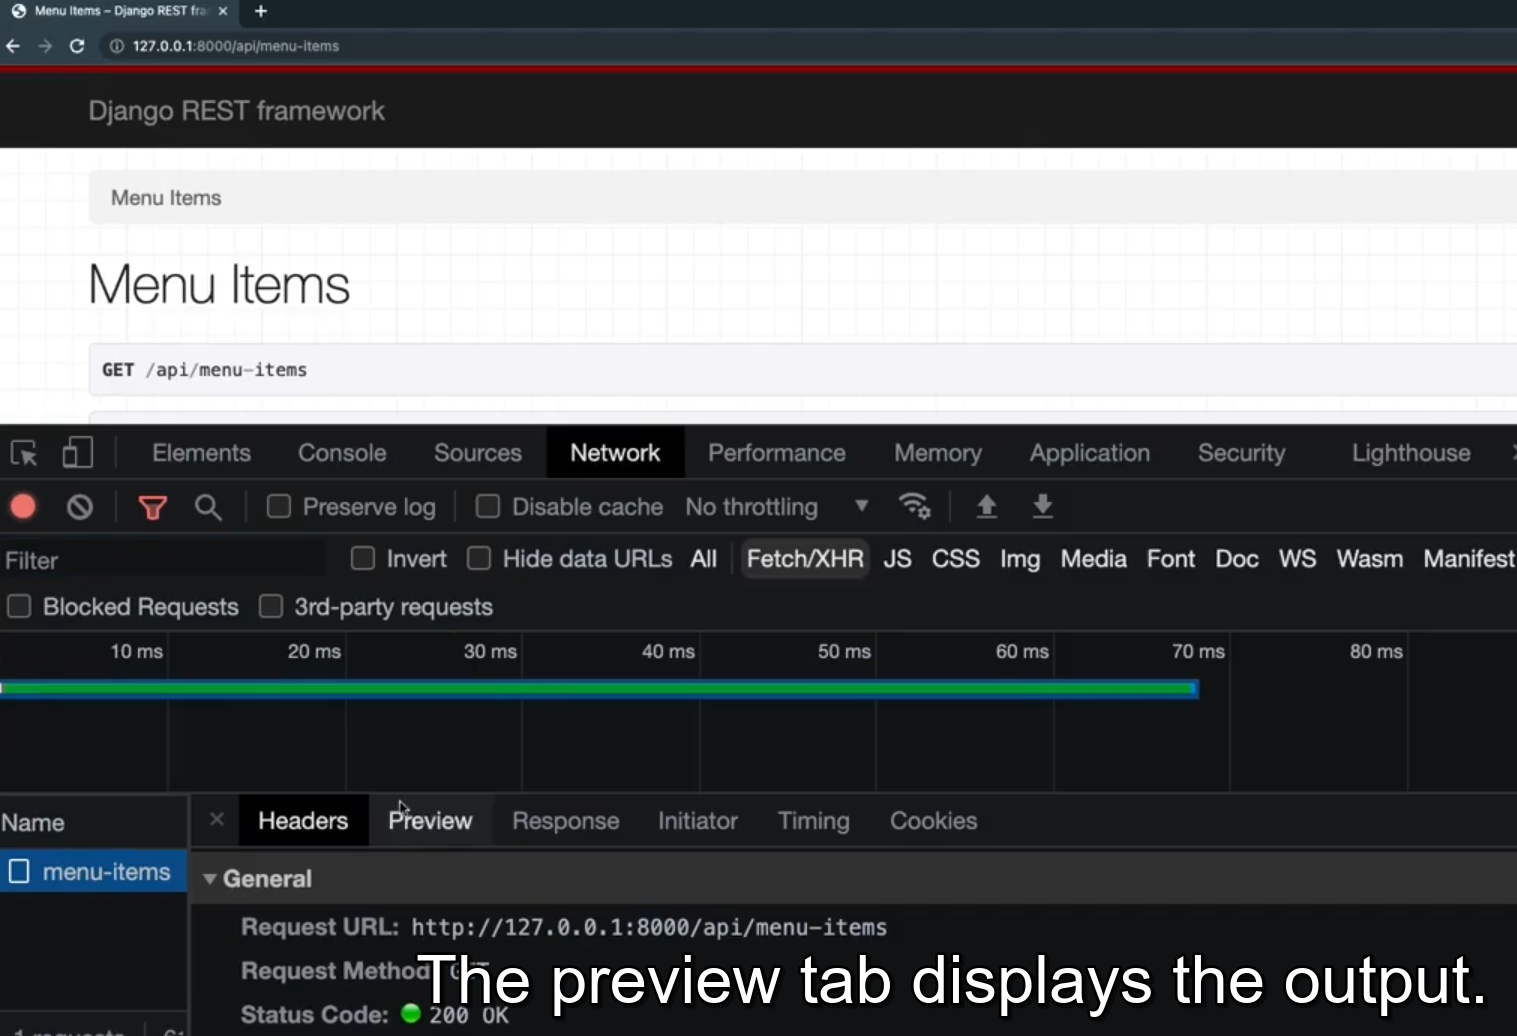 Menu Items – Django REST fra
127.0.0.1:8000/api/menu-items
Django REST framework
Menu Items
Menu Items
GET /api/menu-items
Elements Console Sources Network Performance Memory Application Security Lighthouse
Preserve log Disable cache No throttling
Filter Invert Hide data URLs All Fetch/XHR JS CSS Img Media Font Doc WS Wasm Manifest
Blocked Requests 3rd-party requests
10 ms 20 ms 30 ms 40 ms 50 ms 60 ms 70 ms 80 ms
Name × Headers Preview Response Initiator Timing Cookies
menu-items General
Request URL: http://127.0.0.1:8000/api/menu-items
Request Method
The preview tab displays the output.
Status Code: 200 OK
1 requests